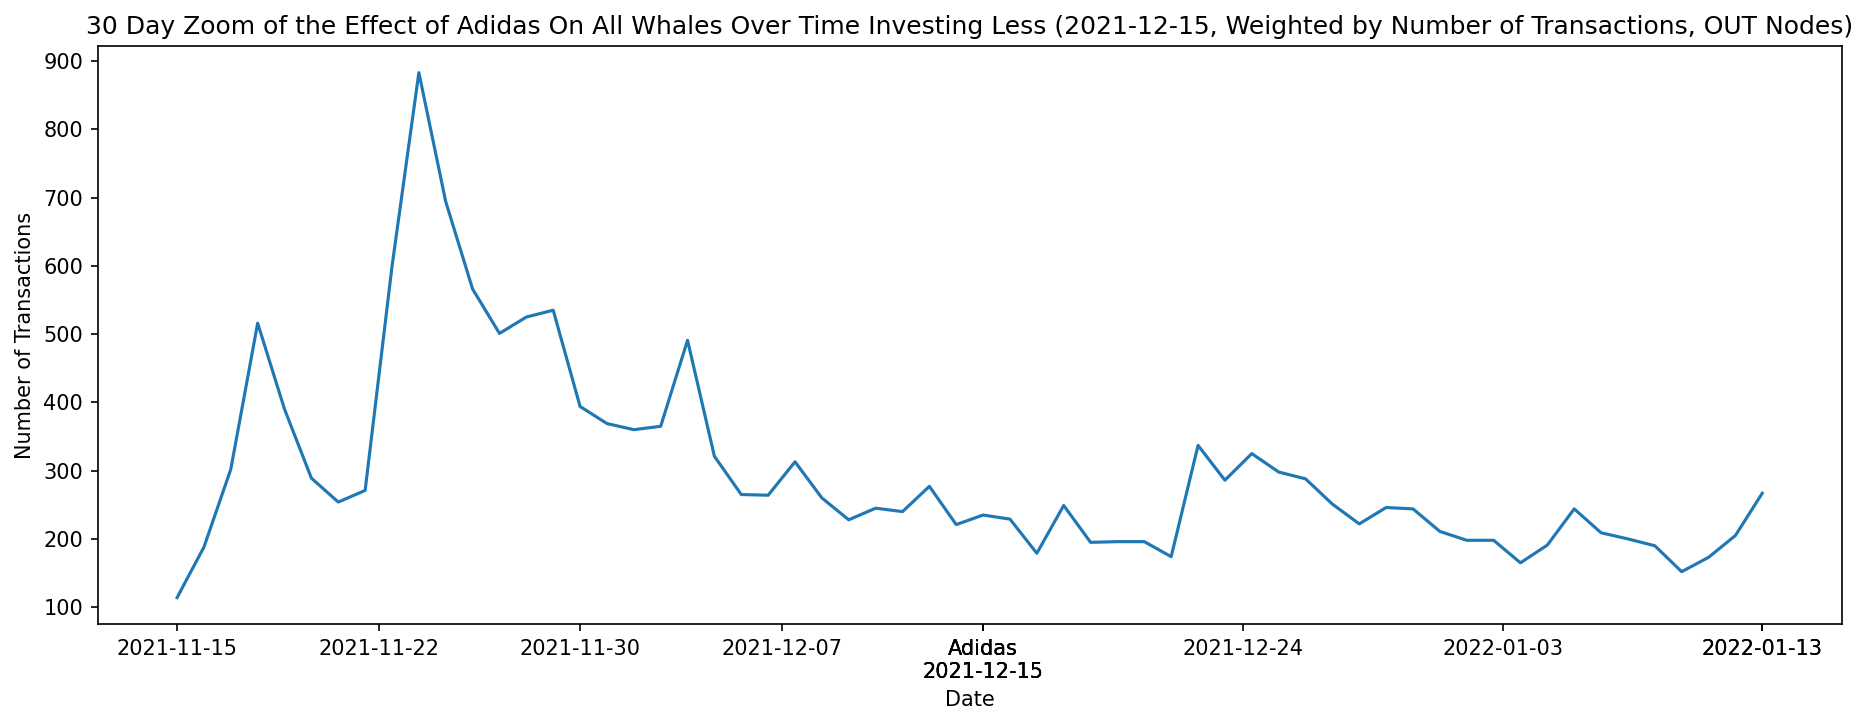 30 Day Zoom of the Effect of Adidas On All Whales Over Time Investing Less (2021-12-15, Weighted by Number of Transactions, OUT Nodes)
900
800
700
600
500
400
300
200
100
Number of Transactions
2021-11-15 2021-11-22 2021-11-30 2021-12-07 Adidas 2021-12-24 2022-01-03 2022-01-13
2021-12-15
Date